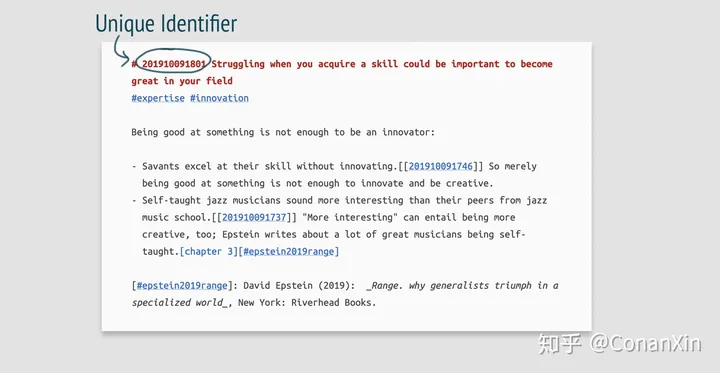 Unique Identifier
# 201910091801 Struggling when you acquire a skill could be important to become
great in your field
#expertise #innovation
Being good at something is not enough to be an innovator:
- Savants excel at their skill without innovating.[[201910091746]] So merely
being good at something is not enough to innovate and be creative.
- Self-taught jazz musicians sound more interesting than their peers from jazz
music school.[[201910091737]] "More interesting" can entail being more
creative, too; Epstein writes about a lot of great musicians being self-
taught.[chapter 3][#epstein2019range]
[#epstein2019range]: David Epstein (2019): _Range. why generalists triumph in a
specialized world_, New York: Riverhead Books.
知乎 @ConanXin